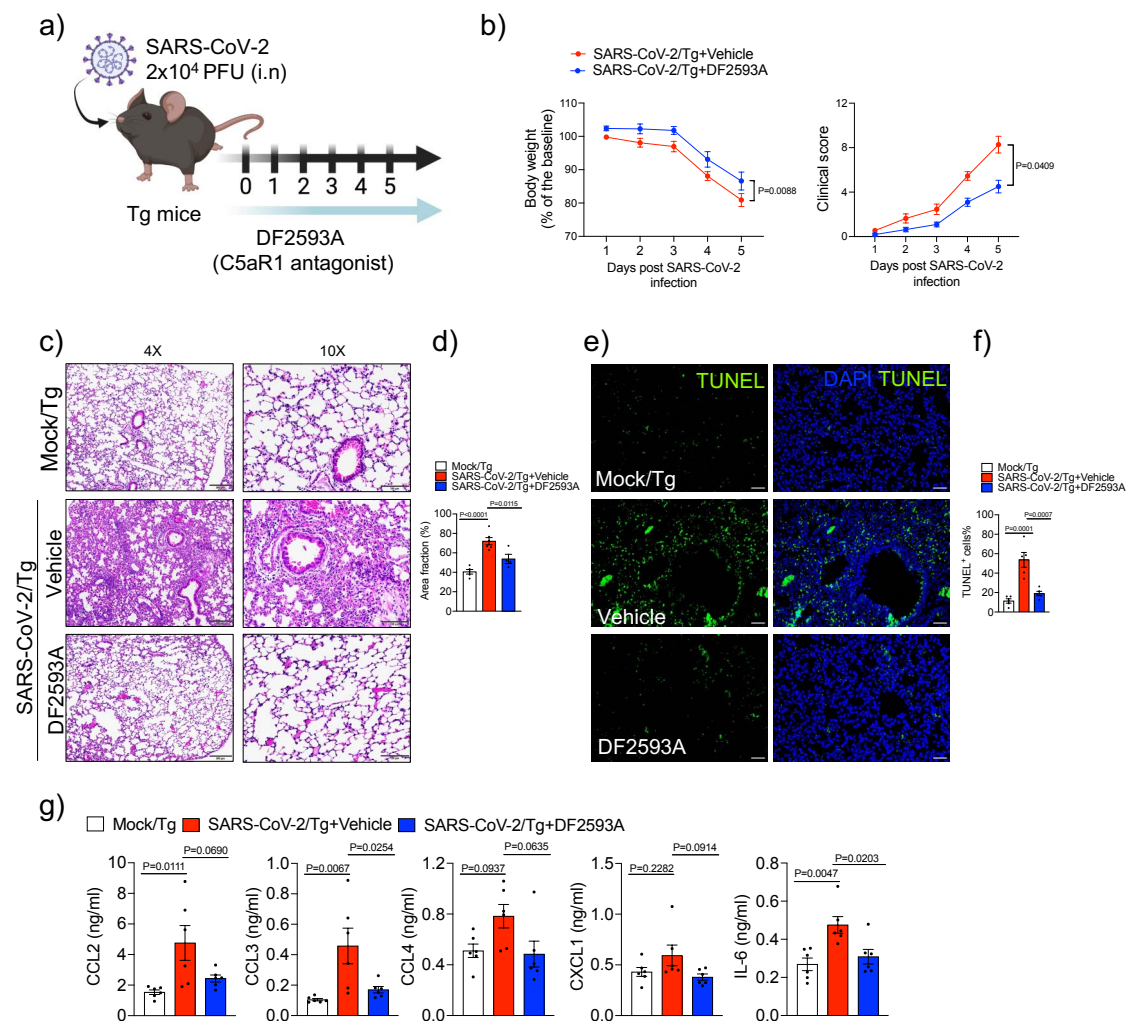 a)
SARS-CoV-2
2x10⁴ PFU (i.n)
0 1 2 3 4 5
Tg mice
DF2593A
(C5aR1 antagonist)
b)
SARS-CoV-2/Tg+Vehicle
SARS-CoV-2/Tg+DF2593A
Body weight
(% of the baseline)
110
100
90
80
70
P=0.0088
1 2 3 4 5
Days post SARS-CoV-2
infection
Clinical score
12
8
4
0
P=0.0409
1 2 3 4 5
Days post SARS-CoV-2
infection
c)
4X 10X
Mock/Tg
SARS-CoV-2/Tg
Vehicle
DF2593A
d)
Mock/Tg
SARS-CoV-2/Tg+Vehicle
SARS-CoV-2/Tg+DF2593A
Area fraction (%)
100
80
60
40
20
0
P<0.0001
P=0.0115
e)
TUNEL
DAPI TUNEL
Mock/Tg
Vehicle
DF2593A
f)
Mock/Tg
SARS-CoV-2/Tg+Vehicle
SARS-CoV-2/Tg+DF2593A
TUNEL⁺ cells%
100
80
60
40
20
0
P=0.0001
P=0.0007
g)
Mock/Tg SARS-CoV-2/Tg+Vehicle SARS-CoV-2/Tg+DF2593A
CCL2 (ng/ml)
10
8
6
4
2
0
P=0.0111
P=0.0690
CCL3 (ng/ml)
1.0
0.8
0.6
0.4
0.2
0.0
P=0.0067
P=0.0254
CCL4 (ng/ml)
1.2
0.9
0.6
0.3
0.0
P=0.0937
P=0.0635
CXCL1 (ng/ml)
2.0
1.5
1.0
0.5
0.0
P=0.2282
P=0.0914
IL-6 (ng/ml)
0.8
0.6
0.4
0.2
0.0
P=0.0047
P=0.0203